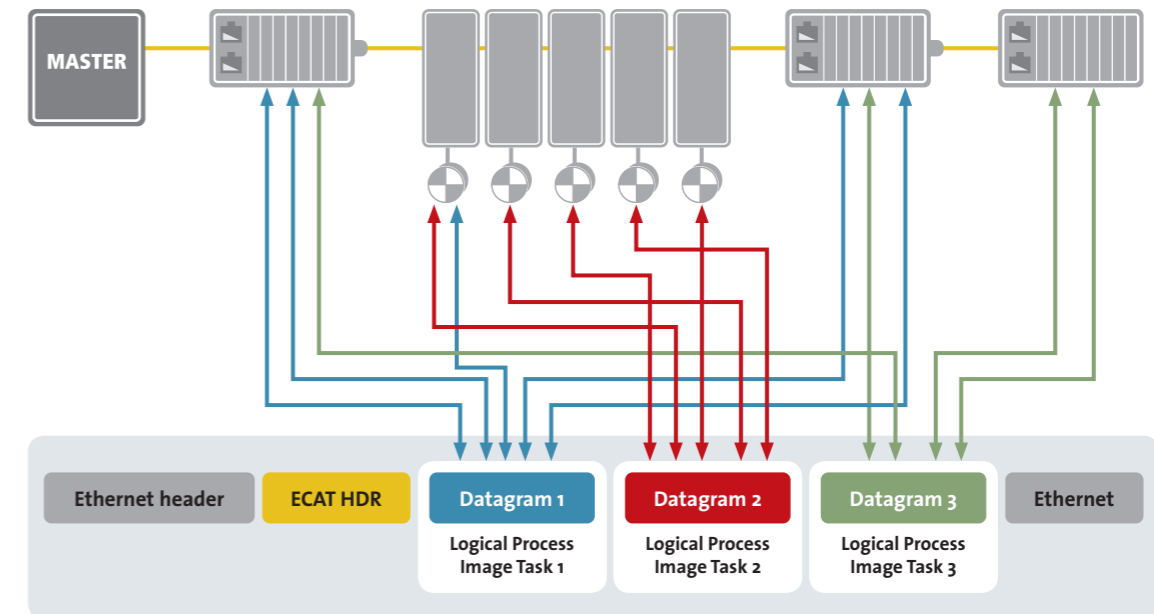 MASTER
Ethernet header
ECAT HDR
Datagram 1
Datagram 2
Datagram 3
Ethernet
Logical Process
Image Task 1
Logical Process
Image Task 2
Logical Process
Image Task 3